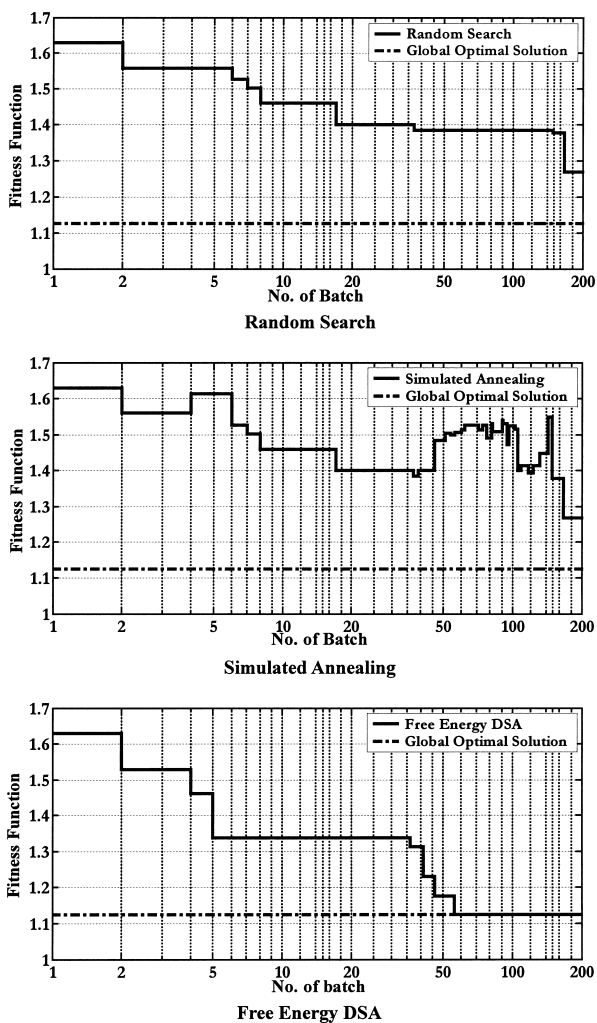 1.7
Random Search
Global Optimal Solution
1.6
1.5
1.4
1.3
1.2
1.1
1
Fitness Function
1 2 5 10 20 50 100 200
No. of Batch
Random Search
1.7
Simulated Annealing
Global Optimal Solution
1.6
1.5
1.4
1.3
1.2
1.1
1
Fitness Function
1 2 5 10 20 50 100 200
No. of Batch
Simulated Annealing
1.7
Free Energy DSA
Global Optimal Solution
1.6
1.5
1.4
1.3
1.2
1.1
1
Fitness Function
1 2 5 10 20 50 100 200
No. of batch
Free Energy DSA